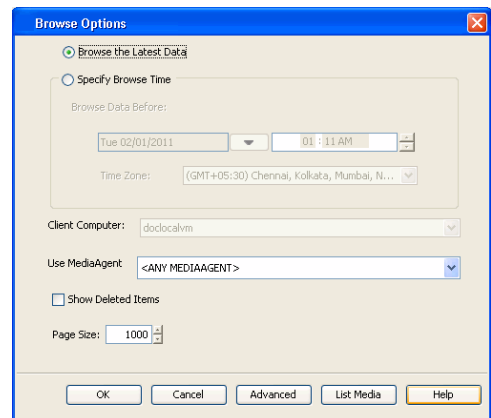 Browse Options
Browse the Latest Data
Specify Browse Time
Browse Data Before:
Tue 02/01/2011 01 : 11 AM
Time Zone: (GMT+05:30) Chennai, Kolkata, Mumbai, N...
Client Computer: doclocalvm
Use MediaAgent <ANY MEDIAAGENT>
Show Deleted Items
Page Size: 1000
OK Cancel Advanced List Media Help